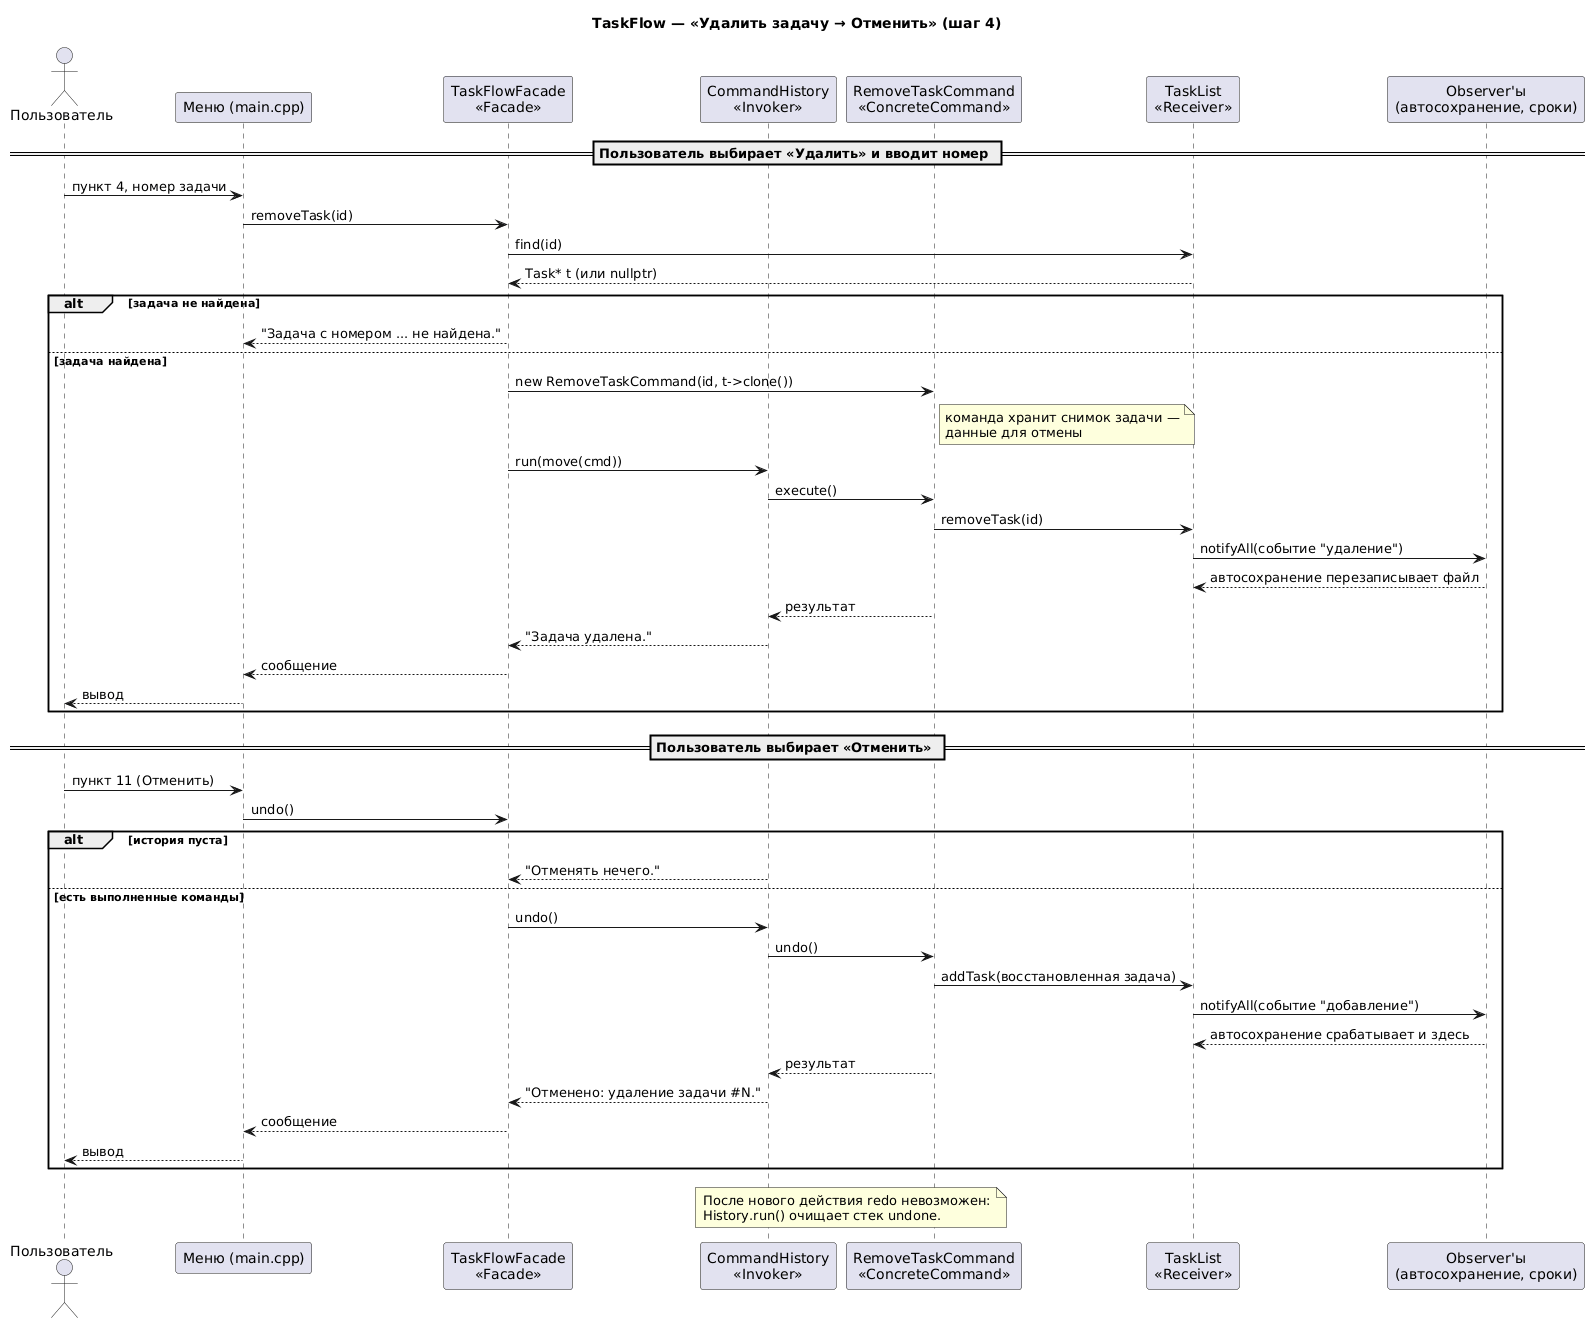 TaskFlow — «Удалить задачу → Отменить» (шаг 4)
Пользователь
Меню (main.cpp)
TaskFlowFacade
«Facade»
CommandHistory
«Invoker»
RemoveTaskCommand
«ConcreteCommand»
TaskList
«Receiver»
Observer'ы
(автосохранение, сроки)
Пользователь выбирает «Удалить» и вводит номер
пункт 4, номер задачи
removeTask(id)
find(id)
Task* t (или nullptr)
alt [задача не найдена]
"Задача с номером ... не найдена."
[задача найдена]
new RemoveTaskCommand(id, t->clone())
команда хранит снимок задачи —
данные для отмены
run(move(cmd))
execute()
removeTask(id)
notifyAll(событие "удаление")
автосохранение перезаписывает файл
результат
"Задача удалена."
сообщение
вывод
Пользователь выбирает «Отменить»
пункт 11 (Отменить)
undo()
alt [история пуста]
"Отменять нечего."
[есть выполненные команды]
undo()
undo()
addTask(восстановленная задача)
notifyAll(событие "добавление")
автосохранение срабатывает и здесь
результат
"Отменено: удаление задачи #N."
сообщение
вывод
После нового действия redo невозможен:
History.run() очищает стек undone.
Пользователь
Меню (main.cpp)
TaskFlowFacade
«Facade»
CommandHistory
«Invoker»
RemoveTaskCommand
«ConcreteCommand»
TaskList
«Receiver»
Observer'ы
(автосохранение, сроки)